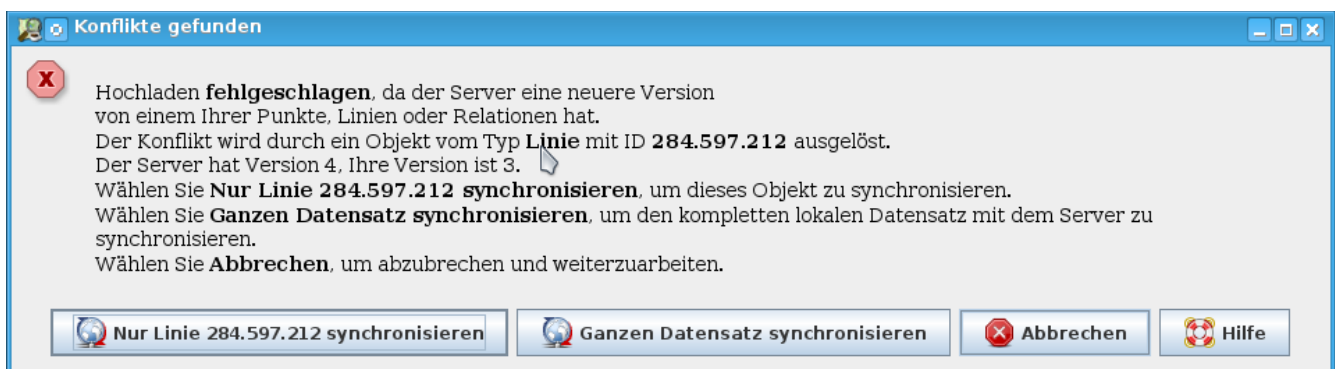 Konflikte gefunden
Hochladen fehlgeschlagen, da der Server eine neuere Version
von einem Ihrer Punkte, Linien oder Relationen hat.
Der Konflikt wird durch ein Objekt vom Typ Linie mit ID 284.597.212 ausgelöst.
Der Server hat Version 4, Ihre Version ist 3.
Wählen Sie Nur Linie 284.597.212 synchronisieren, um dieses Objekt zu synchronisieren.
Wählen Sie Ganzen Datensatz synchronisieren, um den kompletten lokalen Datensatz mit dem Server zu
synchronisieren.
Wählen Sie Abbrechen, um abzubrechen und weiterzuarbeiten.
Nur Linie 284.597.212 synchronisieren
Ganzen Datensatz synchronisieren
Abbrechen
Hilfe